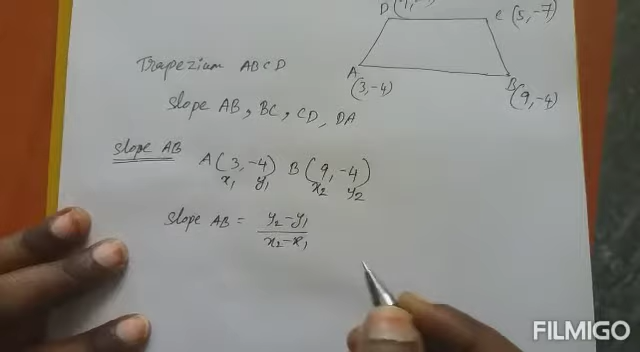 D
C (5, -7)
Trapezium ABCD
A
(3, -4)
B
(9, -4)
Slope AB, BC, CD, DA
Slope AB
A (3, -4) B (9, -4)
x₁ y₁ x₂ y₂
Slope AB = y₂-y₁
x₂-x₁
FILMIGO